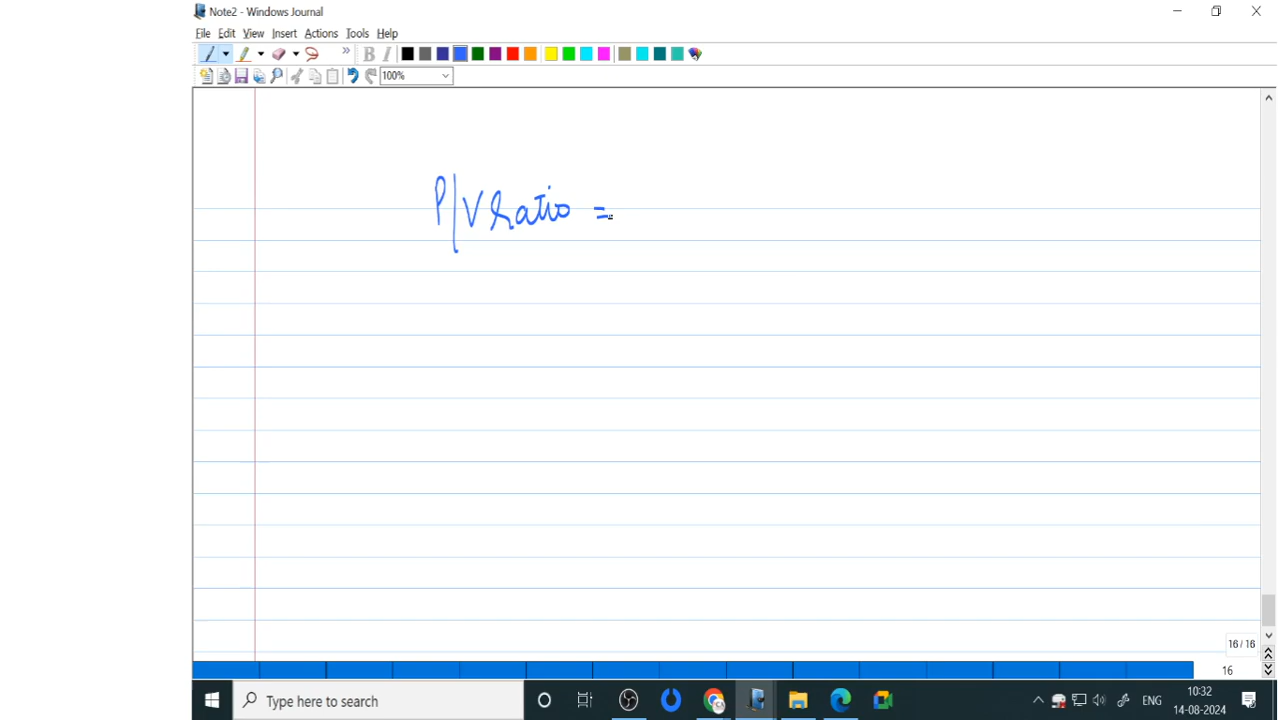 Note2 - Windows Journal
File Edit View Insert Actions Tools Help
» B I
100%
P/V Ratio =
16 / 16
16
Type here to search
ENG
10:32
14-08-2024